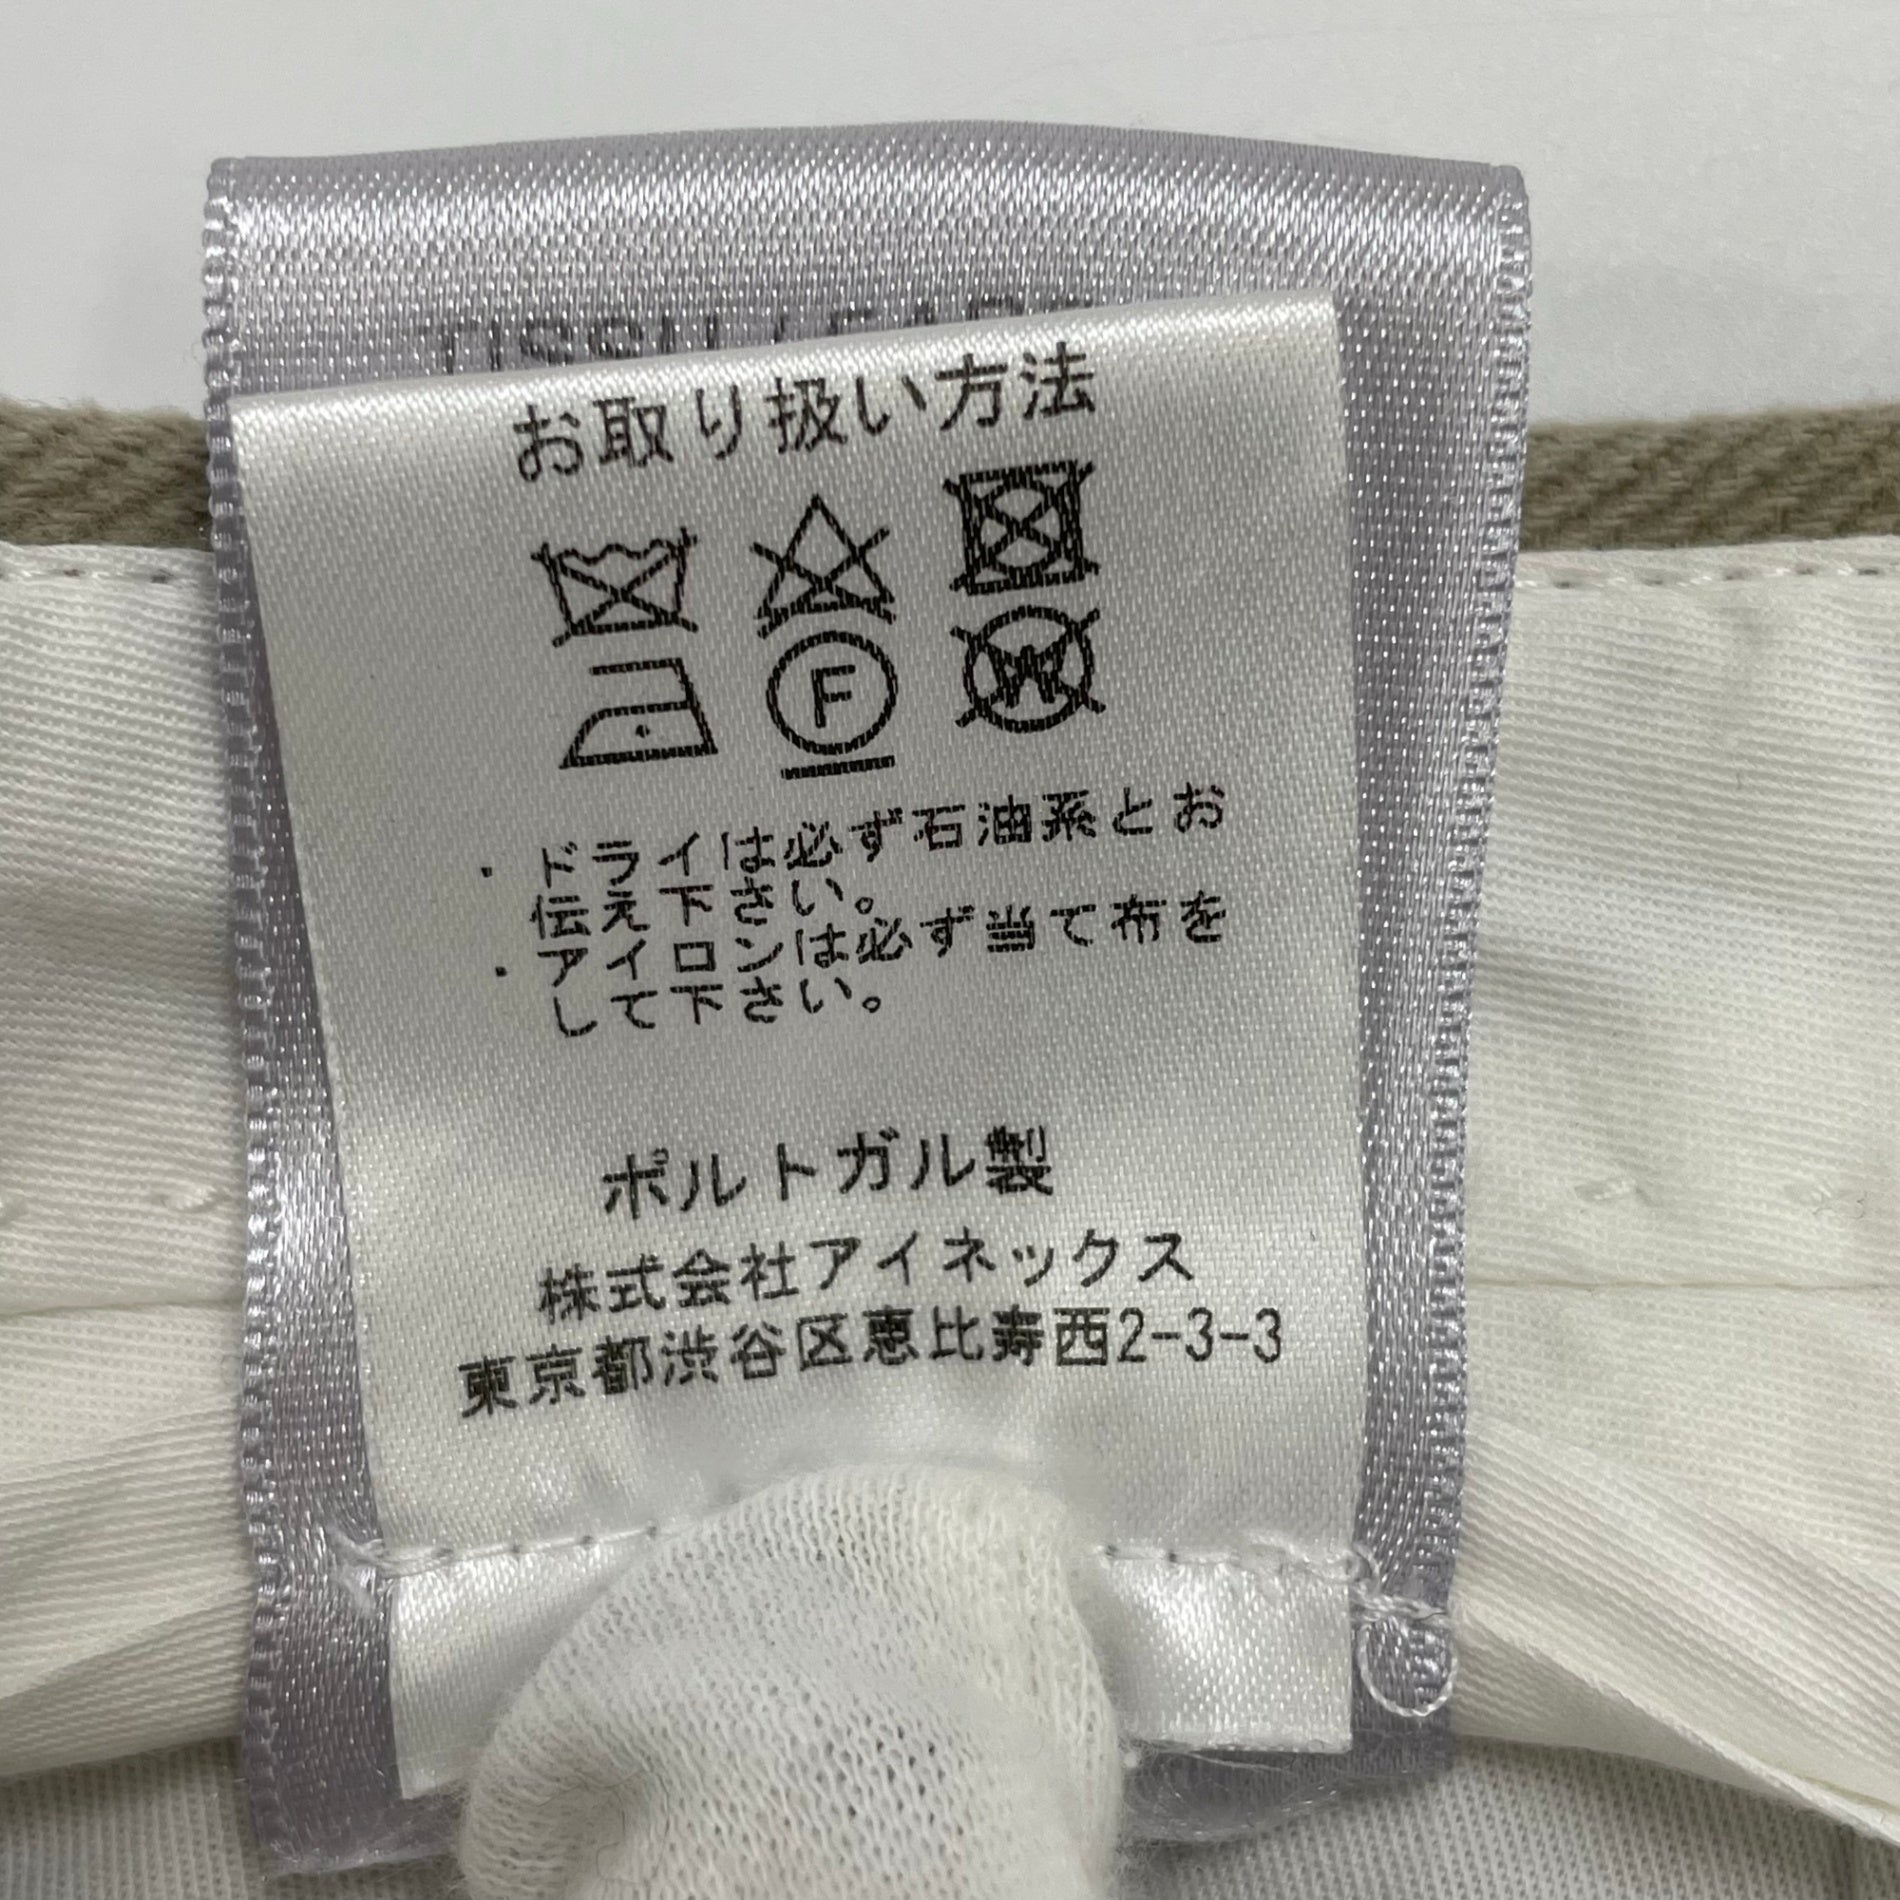 TISSU /
お取り扱い方法
F
W
・ドライは必ず石油系とお
伝え下さい。
・アイロンは必ず当て布を
して下さい。
ポルトガル製
株式会社アイネックス
東京都渋谷区恵比寿西2-3-3